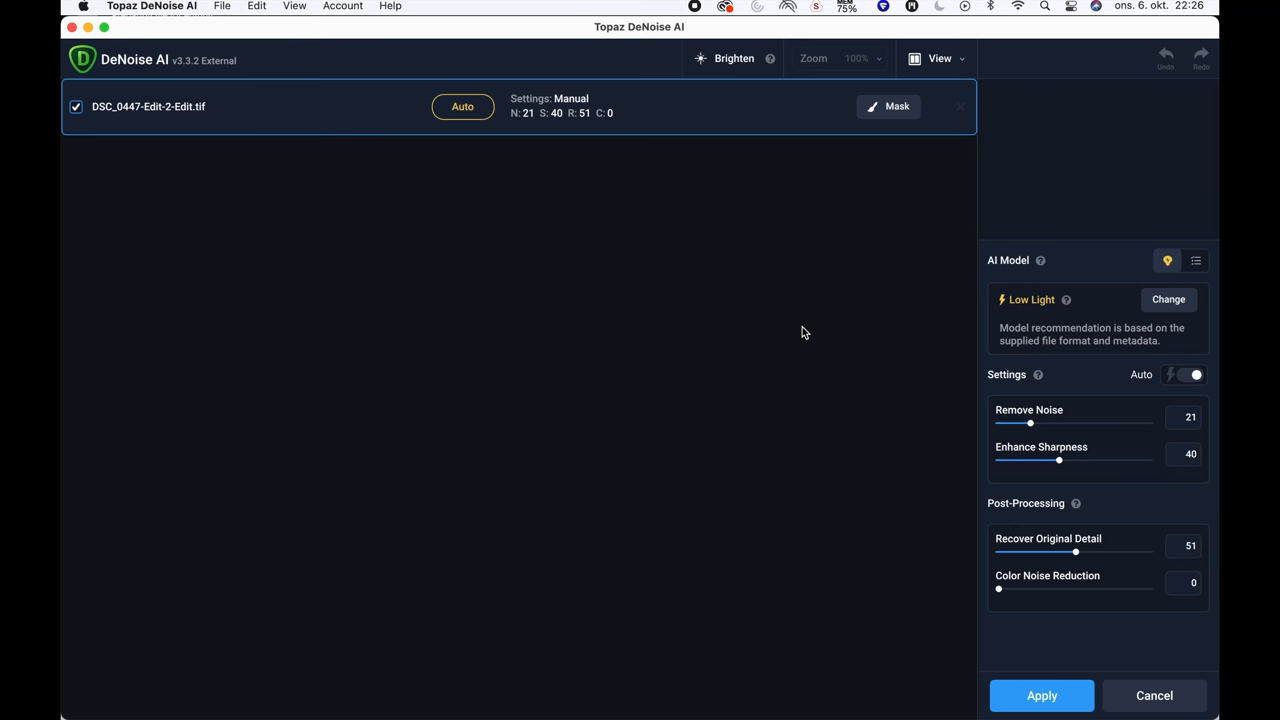 Topaz DeNoise AI File Edit View Account Help MEM 75% S ons. 6. okt. 22:26
Topaz DeNoise AI
D DeNoise AI v3.3.2 External Brighten ? Zoom 100% View Undo Redo
DSC_0447-Edit-2-Edit.tif Auto Settings: Manual Mask
N: 21 S: 40 R: 51 C: 0
AI Model ?
Low Light ? Change
Model recommendation is based on the
supplied file format and metadata.
Settings ? Auto
Remove Noise 21
Enhance Sharpness 40
Post-Processing ?
Recover Original Detail 51
Color Noise Reduction 0
Apply Cancel